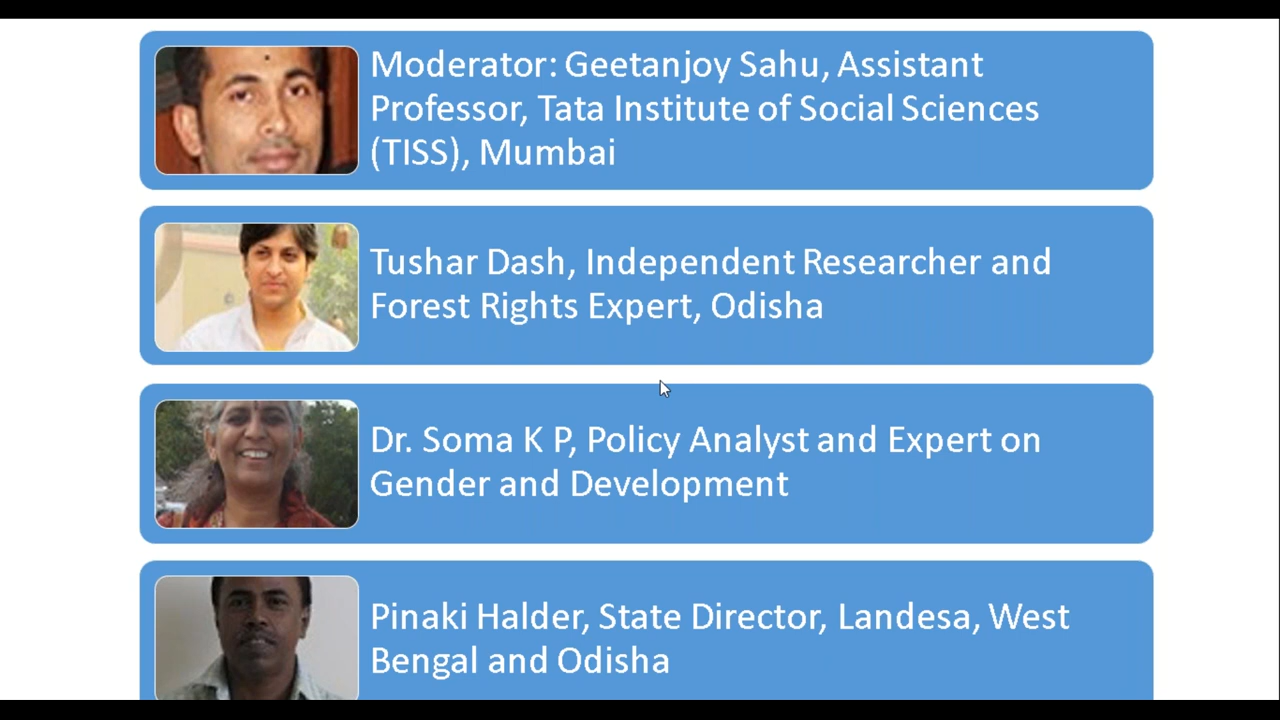 Moderator: Geetanjoy Sahu, Assistant
Professor, Tata Institute of Social Sciences
(TISS), Mumbai
Tushar Dash, Independent Researcher and
Forest Rights Expert, Odisha
Dr. Soma K P, Policy Analyst and Expert on
Gender and Development
Pinaki Halder, State Director, Landesa, West
Bengal and Odisha